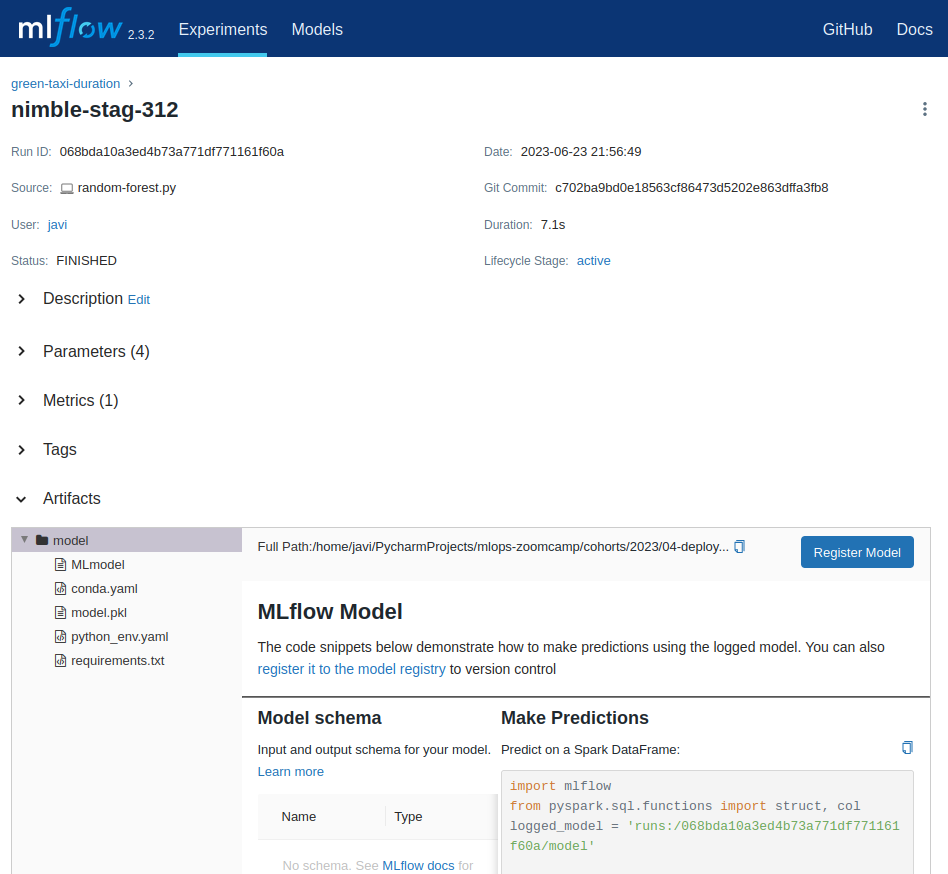 mlflow 2.3.2 Experiments Models GitHub Docs
green-taxi-duration ›
nimble-stag-312
Run ID: 068bda10a3ed4b73a771df771161f60a Date: 2023-06-23 21:56:49
Source: random-forest.py Git Commit: c702ba9bd0e18563cf86473d5202e863dffa3fb8
User: javi Duration: 7.1s
Status: FINISHED Lifecycle Stage: active
Description Edit
Parameters (4)
Metrics (1)
Tags
Artifacts
model
MLmodel
conda.yaml
model.pkl
python_env.yaml
requirements.txt
Full Path:/home/javi/PycharmProjects/mlops-zoomcamp/cohorts/2023/04-deploy...
Register Model
MLflow Model
The code snippets below demonstrate how to make predictions using the logged model. You can also
register it to the model registry to version control
Model schema
Input and output schema for your model.
Learn more
Name Type
No schema. See MLflow docs for
Make Predictions
Predict on a Spark DataFrame:
import mlflow
from pyspark.sql.functions import struct, col
logged_model = 'runs:/068bda10a3ed4b73a771df771161
f60a/model'